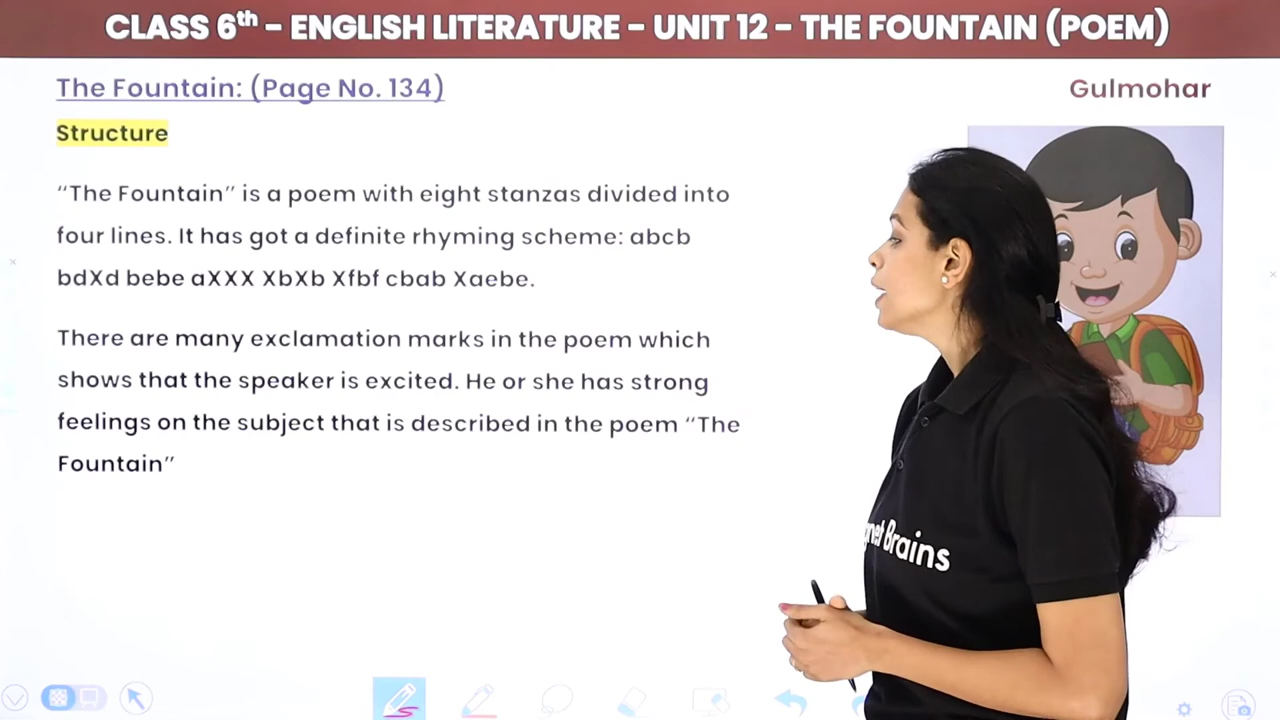 CLASS 6th - ENGLISH LITERATURE - UNIT 12 - THE FOUNTAIN (POEM)
The Fountain: (Page No. 134)
Gulmohar
Structure
“The Fountain” is a poem with eight stanzas divided into
four lines. It has got a definite rhyming scheme: abcb
bdXd bebe aXXX XbXb Xfbf cbab Xaebe.
There are many exclamation marks in the poem which
shows that the speaker is excited. He or she has strong
feelings on the subject that is described in the poem “The
Fountain”
Brains